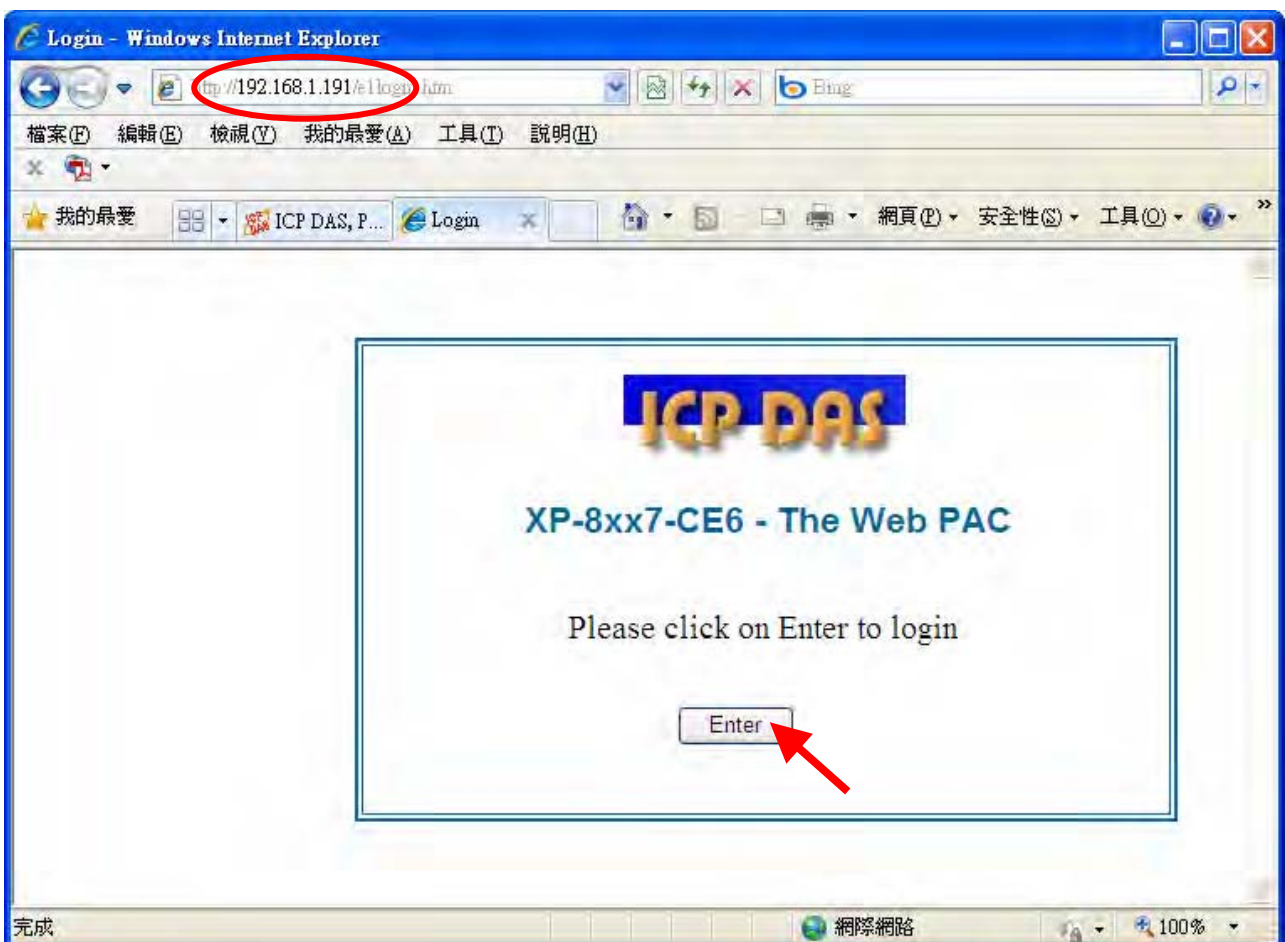 Login - Windows Internet Explorer
192.168.1.191 Bing
檔案(F) 編輯(E) 檢視(V) 我的最愛(A) 工具(T) 說明(H)
我的最愛 ICP DAS, P... Login 網頁(P) 安全性(S) 工具(O) »
ICP DAS
XP-8xx7-CE6 - The Web PAC
Please click on Enter to login
Enter
完成 網際網路 100%